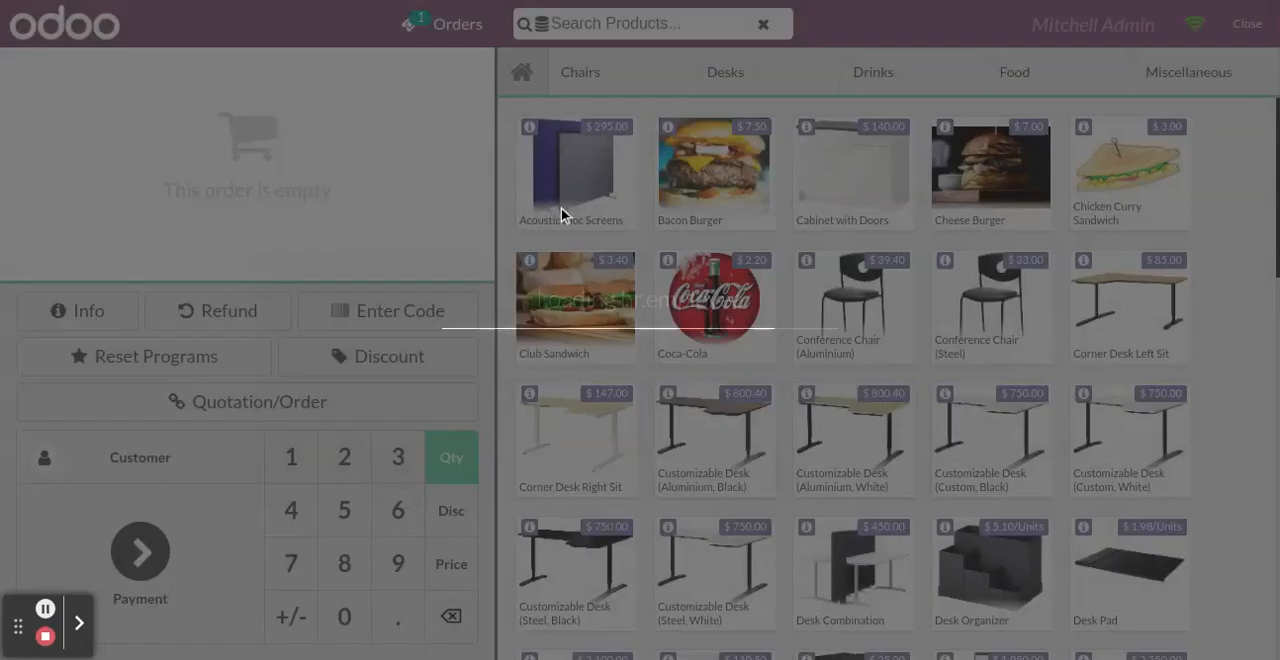 odoo
1
Orders
Search Products...
Mitchell Admin
Close
This order is empty
Info
Refund
Enter Code
Reset Programs
Discount
Quotation/Order
Customer
1 2 3 Qty
4 5 6 Disc
7 8 9 Price
+/- 0 .
Payment
Chairs
Desks
Drinks
Food
Miscellaneous
$ 295.00
$ 7.50
$ 140.00
$ 7.00
$ 3.00
Bacon Burger
Cabinet with Doors
Cheese Burger
Chicken Curry
Sandwich
Screens
$ 3.40
$ 2.20
$ 39.40
$ 33.00
$ 85.00
Loading
Coca-Cola
Club Sandwich
Coca-Cola
Conference Chair
(Aluminium)
Conference Chair
(Steel)
Corner Desk Left Sit
$ 147.00
$ 800.40
$ 800.40
$ 750.00
$ 750.00
Corner Desk Right Sit
Customizable Desk
(Aluminium, Black)
Customizable Desk
(Aluminium, White)
Customizable Desk
(Custom, Black)
Customizable Desk
(Custom, White)
$ 750.00
$ 750.00
$ 450.00
$ 5.10/Units
$ 1.98/Units
Customizable Desk
(Steel, Black)
Customizable Desk
(Steel, White)
Desk Combination
Desk Organizer
Desk Pad